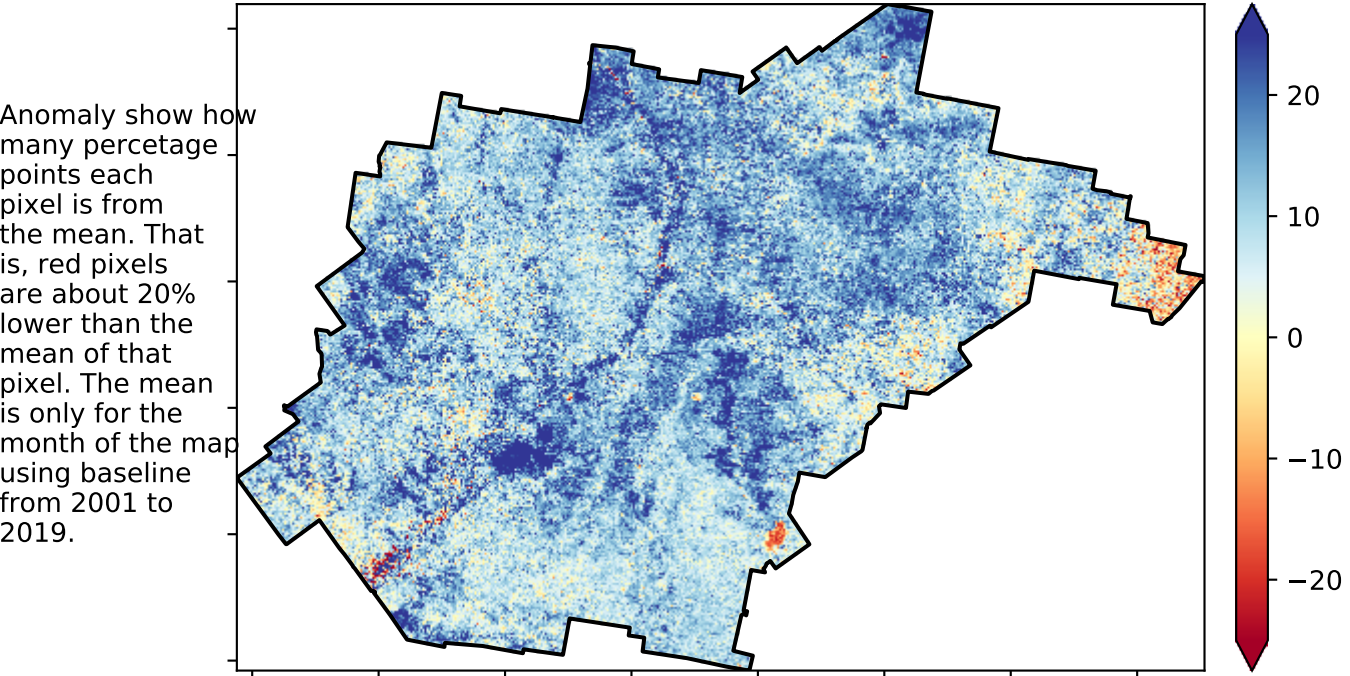 Anomaly show how
many percetage
points each
pixel is from
the mean. That
is, red pixels
are about 20%
lower than the
mean of that
pixel. The mean
is only for the
month of the map
using baseline
from 2001 to
2019.
20
10
0
−10
−20